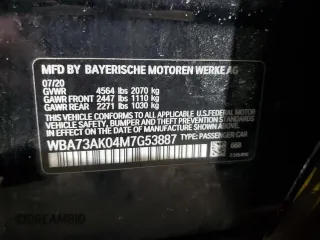 MFD BY BAYERISCHE MOTOREN WERKE AG
07/20
GVWR 4564 lbs 2070 kg
GAWR FRONT 2447 lbs 1110 kg
GAWR REAR 2271 lbs 1030 kg
THIS VEHICLE CONFORMS TO ALL APPLICABLE
FEDERAL MOTOR VEHICLE SAFETY, BUMPER
AND THEFT PREVENTION STANDARDS IN EFFECT
ON THE DATE OF MANUFACTURE SHOWN ABOVE.
WBA73AK04M7G53887 TYPE: PASSENGER CAR
668
DREAMBID